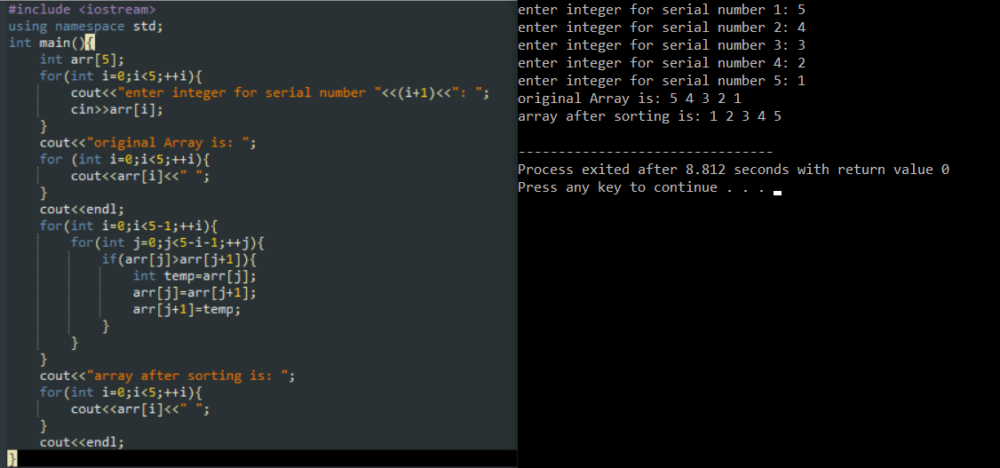 #include <iostream>
using namespace std;
int main(){
    int arr[5];
    for(int i=0;i<5;++i){
        cout<<"enter integer for serial number "<<(i+1)<<": ";
        cin>>arr[i];
    }
    cout<<"original Array is: ";
    for (int i=0;i<5;++i){
        cout<<arr[i]<<" ";
    }
    cout<<endl;
    for(int i=0;i<5-1;++i){
        for(int j=0;j<5-i-1;++j){
            if(arr[j]>arr[j+1]){
                int temp=arr[j];
                arr[j]=arr[j+1];
                arr[j+1]=temp;
            }
        }
    }
    cout<<"array after sorting is: ";
    for(int i=0;i<5;++i){
        cout<<arr[i]<<" ";
    }
    cout<<endl;
}
enter integer for serial number 1: 5
enter integer for serial number 2: 4
enter integer for serial number 3: 3
enter integer for serial number 4: 2
enter integer for serial number 5: 1
original Array is: 5 4 3 2 1
array after sorting is: 1 2 3 4 5
--------------------------------
Process exited after 8.812 seconds with return value 0
Press any key to continue . . .